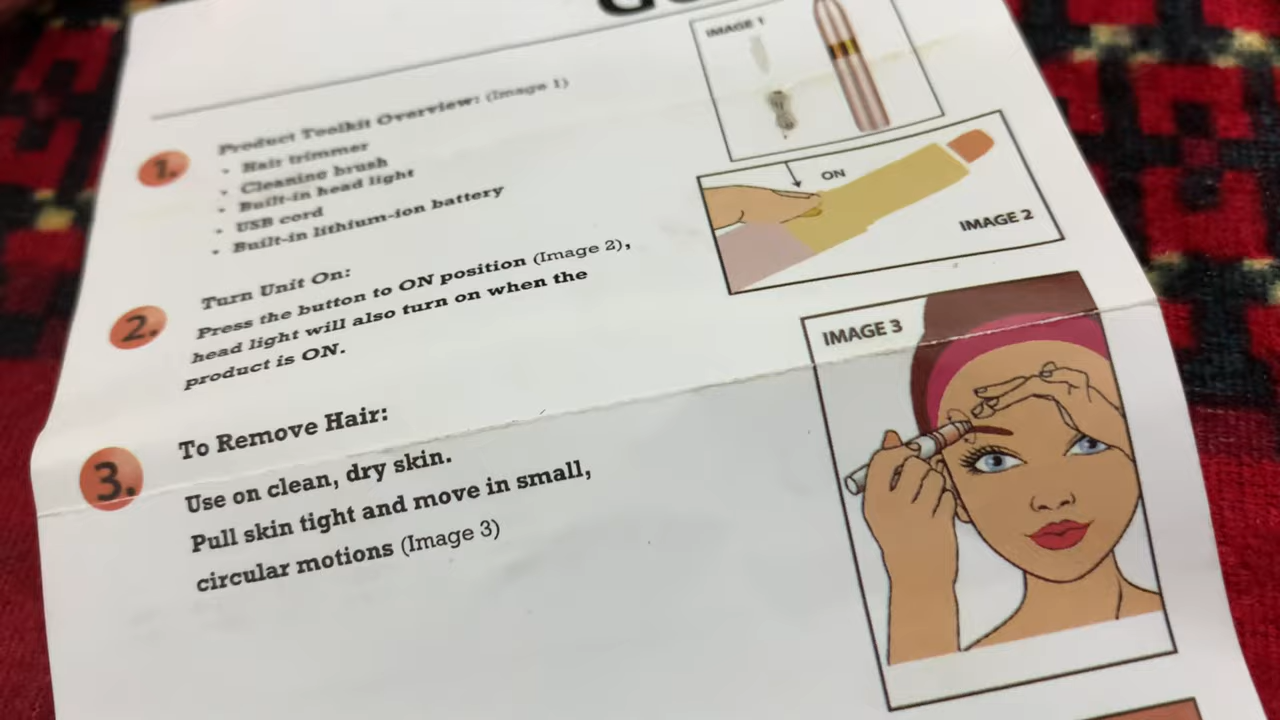 IMAGE 1
1.
Product Toolkit Overview: (Image 1)
• Hair trimmer
• Cleaning brush
• Built-in head light
• USB cord
• Built-in lithium-ion battery
ON
IMAGE 2
2.
Turn Unit On:
Press the button to ON position (Image 2),
head light will also turn on when the
product is ON.
IMAGE 3
3.
To Remove Hair:
Use on clean, dry skin.
Pull skin tight and move in small,
circular motions (Image 3)